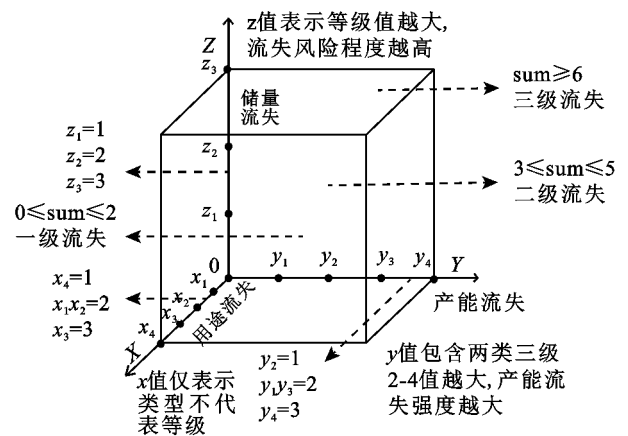 z值表示等级值越大,
流失风险程度越高
Z
z₃
储量
流失
sum≥6
三级流失
z₁=1
z₂=2
z₃=3
z₂
3≤sum≤5
二级流失
0≤sum≤2
一级流失
z₁
0
y₁
y₂
y₃
y₄
Y
产能流失
x₄=1
x₁x₂=2
x₃=3
x₁
x₂
x₃
x₄
用途流失
X
x值仅表示
类型不代
表等级
y₂=1
y₁y₃=2
y₄=3
y值包含两类三级
2-4值越大,产能流
失强度越大